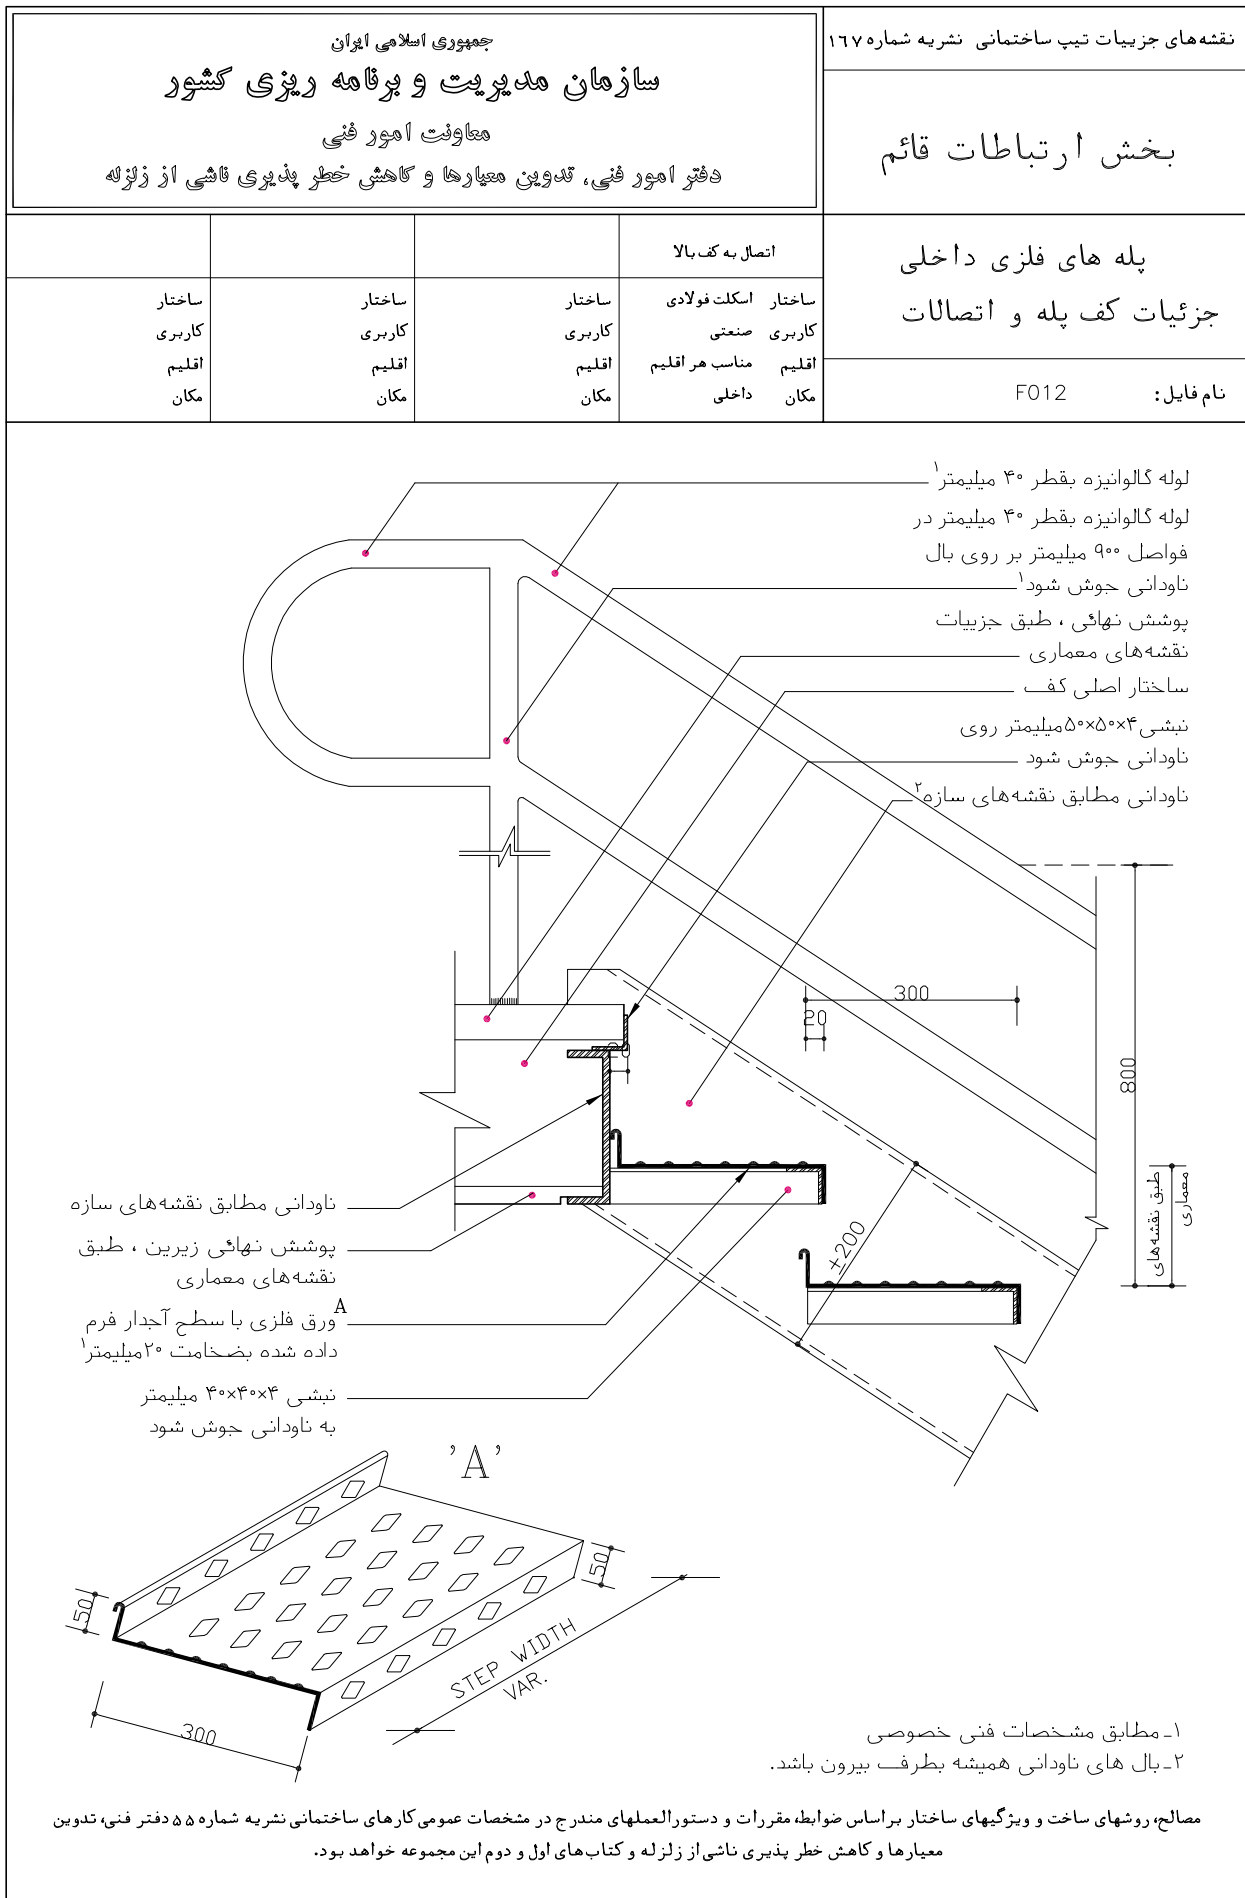 نقشه‌های جزییات تیپ ساختمانی نشریه شماره ۱۶۷
بخش ارتباطات قائم
پله های فلزی داخلی
جزئیات کف پله و اتصالات
نام فایل: F012
جمهوری اسلامی ایران
سازمان مدیریت و برنامه ریزی کشور
معاونت امور فنی
دفتر امور فنی، تدوین معیارها و کاهش خطر پذیری ناشی از زلزله
اتصال به کف بالا
ساختار اسکلت فولادی
کاربری صنعتی
اقلیم مناسب هر اقلیم
مکان داخلی
ساختار
کاربری
اقلیم
مکان
ساختار
کاربری
اقلیم
مکان
ساختار
کاربری
اقلیم
مکان
لوله گالوانیزه بقطر ۴۰ میلیمتر۱
لوله گالوانیزه بقطر ۴۰ میلیمتر در
فواصل ۹۰۰ میلیمتر بر روی بال
ناودانی جوش شود۱
پوشش نهائی ، طبق جزییات
نقشه‌های معماری
ساختار اصلی کف
نبشی ۴×۵۰×۵۰میلیمتر روی
ناودانی جوش شود
ناودانی مطابق نقشه‌های سازه۲
300
20
800
طبق نقشه‌های
معماری
±200
ناودانی مطابق نقشه‌های سازه
پوشش نهائی زیرین ، طبق
نقشه‌های معماری
ورق فلزی با سطح آجدار فرم A
داده شده بضخامت ۲۰میلیمتر۱
نبشی ۴×۴۰×۴۰ میلیمتر
به ناودانی جوش شود
'A'
50
50
300
STEP WIDTH
VAR.
۱ـ مطابق مشخصات فنی خصوصی
۲ـ بال های ناودانی همیشه بطرف بیرون باشد.
مصالح، روشهای ساخت و ویژگیهای ساختار براساس ضوابط، مقررات و دستورالعملهای مندرج در مشخصات عمومی کارهای ساختمانی نشریه شماره ۵۵ دفتر فنی، تدوین
معیارها و کاهش خطر پذیری ناشی از زلزله و کتاب‌های اول و دوم این مجموعه خواهد بود.